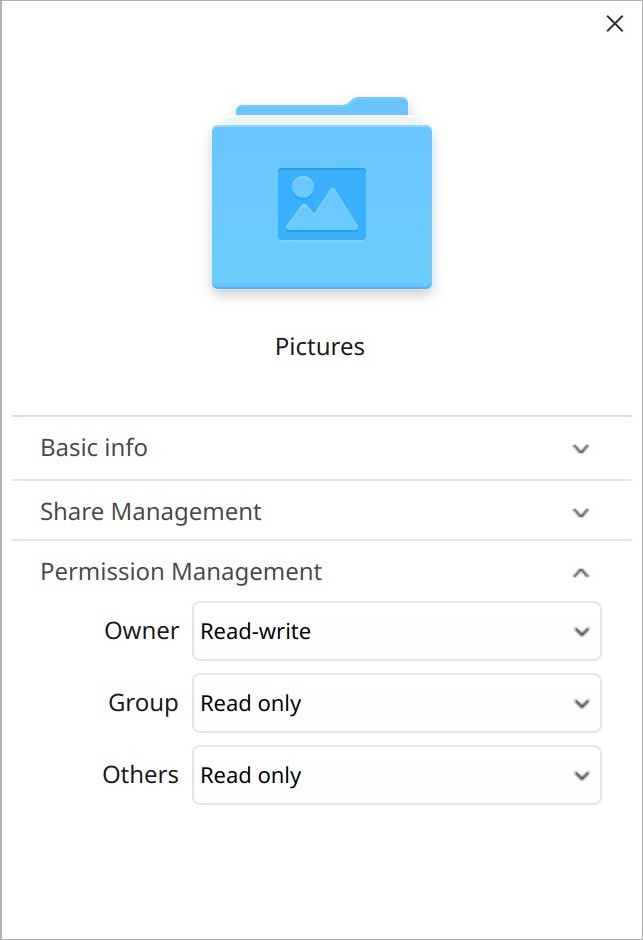 Pictures
Basic info
Share Management
Permission Management
Owner Read-write
Group Read only
Others Read only